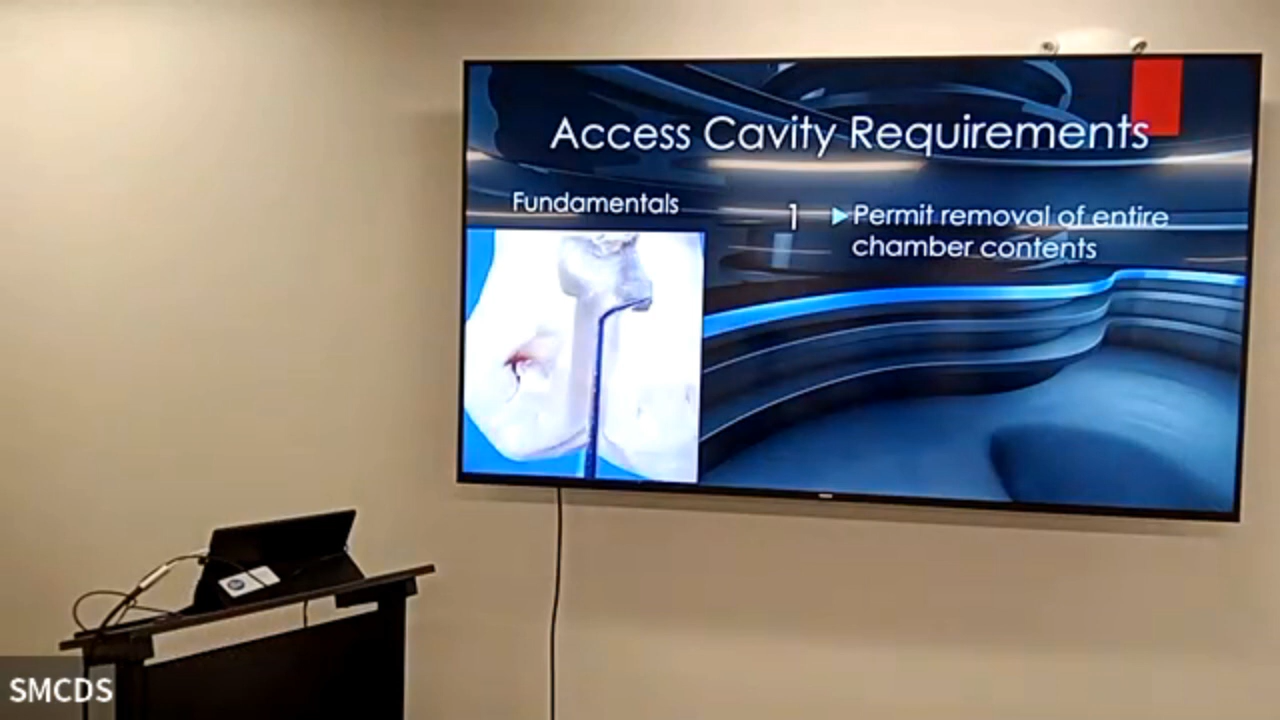 Access Cavity Requirements
Fundamentals
1 Permit removal of entire
chamber contents
SMCDS